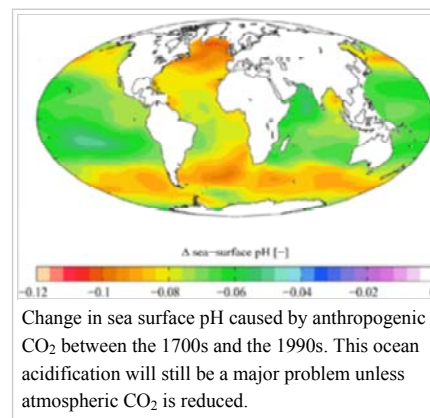 Δ sea−surface pH [−]
−0.12 −0.1 −0.08 −0.06 −0.04 −0.02 0
Change in sea surface pH caused by anthropogenic
CO₂ between the 1700s and the 1990s. This ocean
acidification will still be a major problem unless
atmospheric CO₂ is reduced.